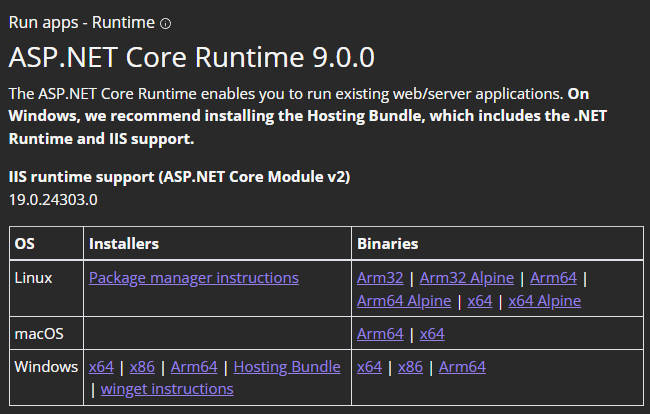 Run apps - Runtime
ASP.NET Core Runtime 9.0.0
The ASP.NET Core Runtime enables you to run existing web/server applications. On
Windows, we recommend installing the Hosting Bundle, which includes the .NET
Runtime and IIS support.
IIS runtime support (ASP.NET Core Module v2)
19.0.24303.0
OS Installers Binaries
Linux Package manager instructions Arm32 | Arm32 Alpine | Arm64 |
Arm64 Alpine | x64 | x64 Alpine
macOS Arm64 | x64
Windows x64 | x86 | Arm64 | Hosting Bundle x64 | x86 | Arm64
| winget instructions